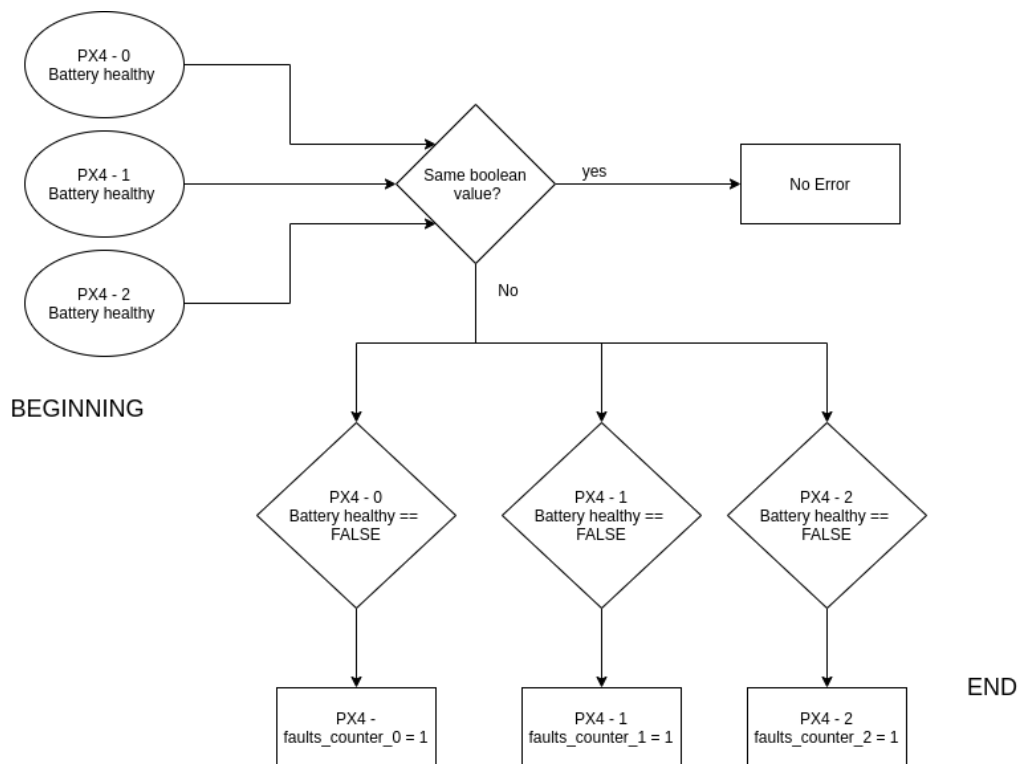 PX4 - 0
Battery healthy
PX4 - 1
Battery healthy
PX4 - 2
Battery healthy
Same boolean
value?
yes
No Error
No
BEGINNING
PX4 - 0
Battery healthy ==
FALSE
PX4 - 1
Battery healthy ==
FALSE
PX4 - 2
Battery healthy ==
FALSE
END
PX4 -
faults_counter_0 = 1
PX4 - 1
faults_counter_1 = 1
PX4 - 2
faults_counter_2 = 1